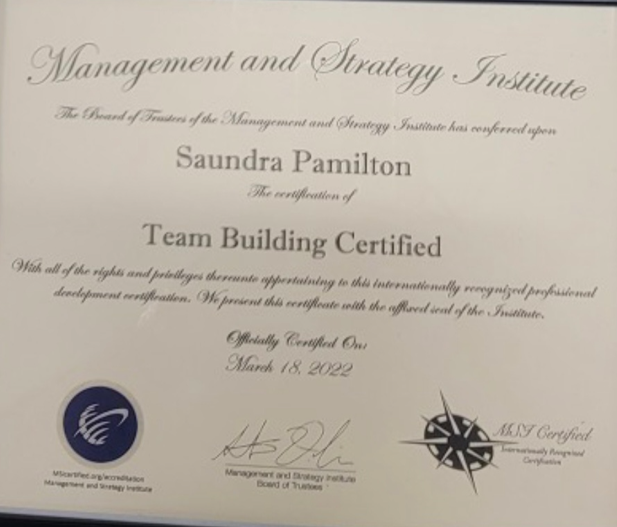 Management and Strategy Institute
The Board of Trustees of the Management and Strategy Institute has conferred upon
Saundra Pamilton
The certification of
Team Building Certified
With all of the rights and privileges thereunto appertaining to this internationally recognized professional
development certification. We present this certificate with the affixed seal of the Institute.
Officially Certified On:
March 18, 2022
MSIcertified.org/accreditation
Management and Strategy Institute
Management and Strategy Institute
Board of Trustees
MSI Certified
Internationally Recognized
Certification